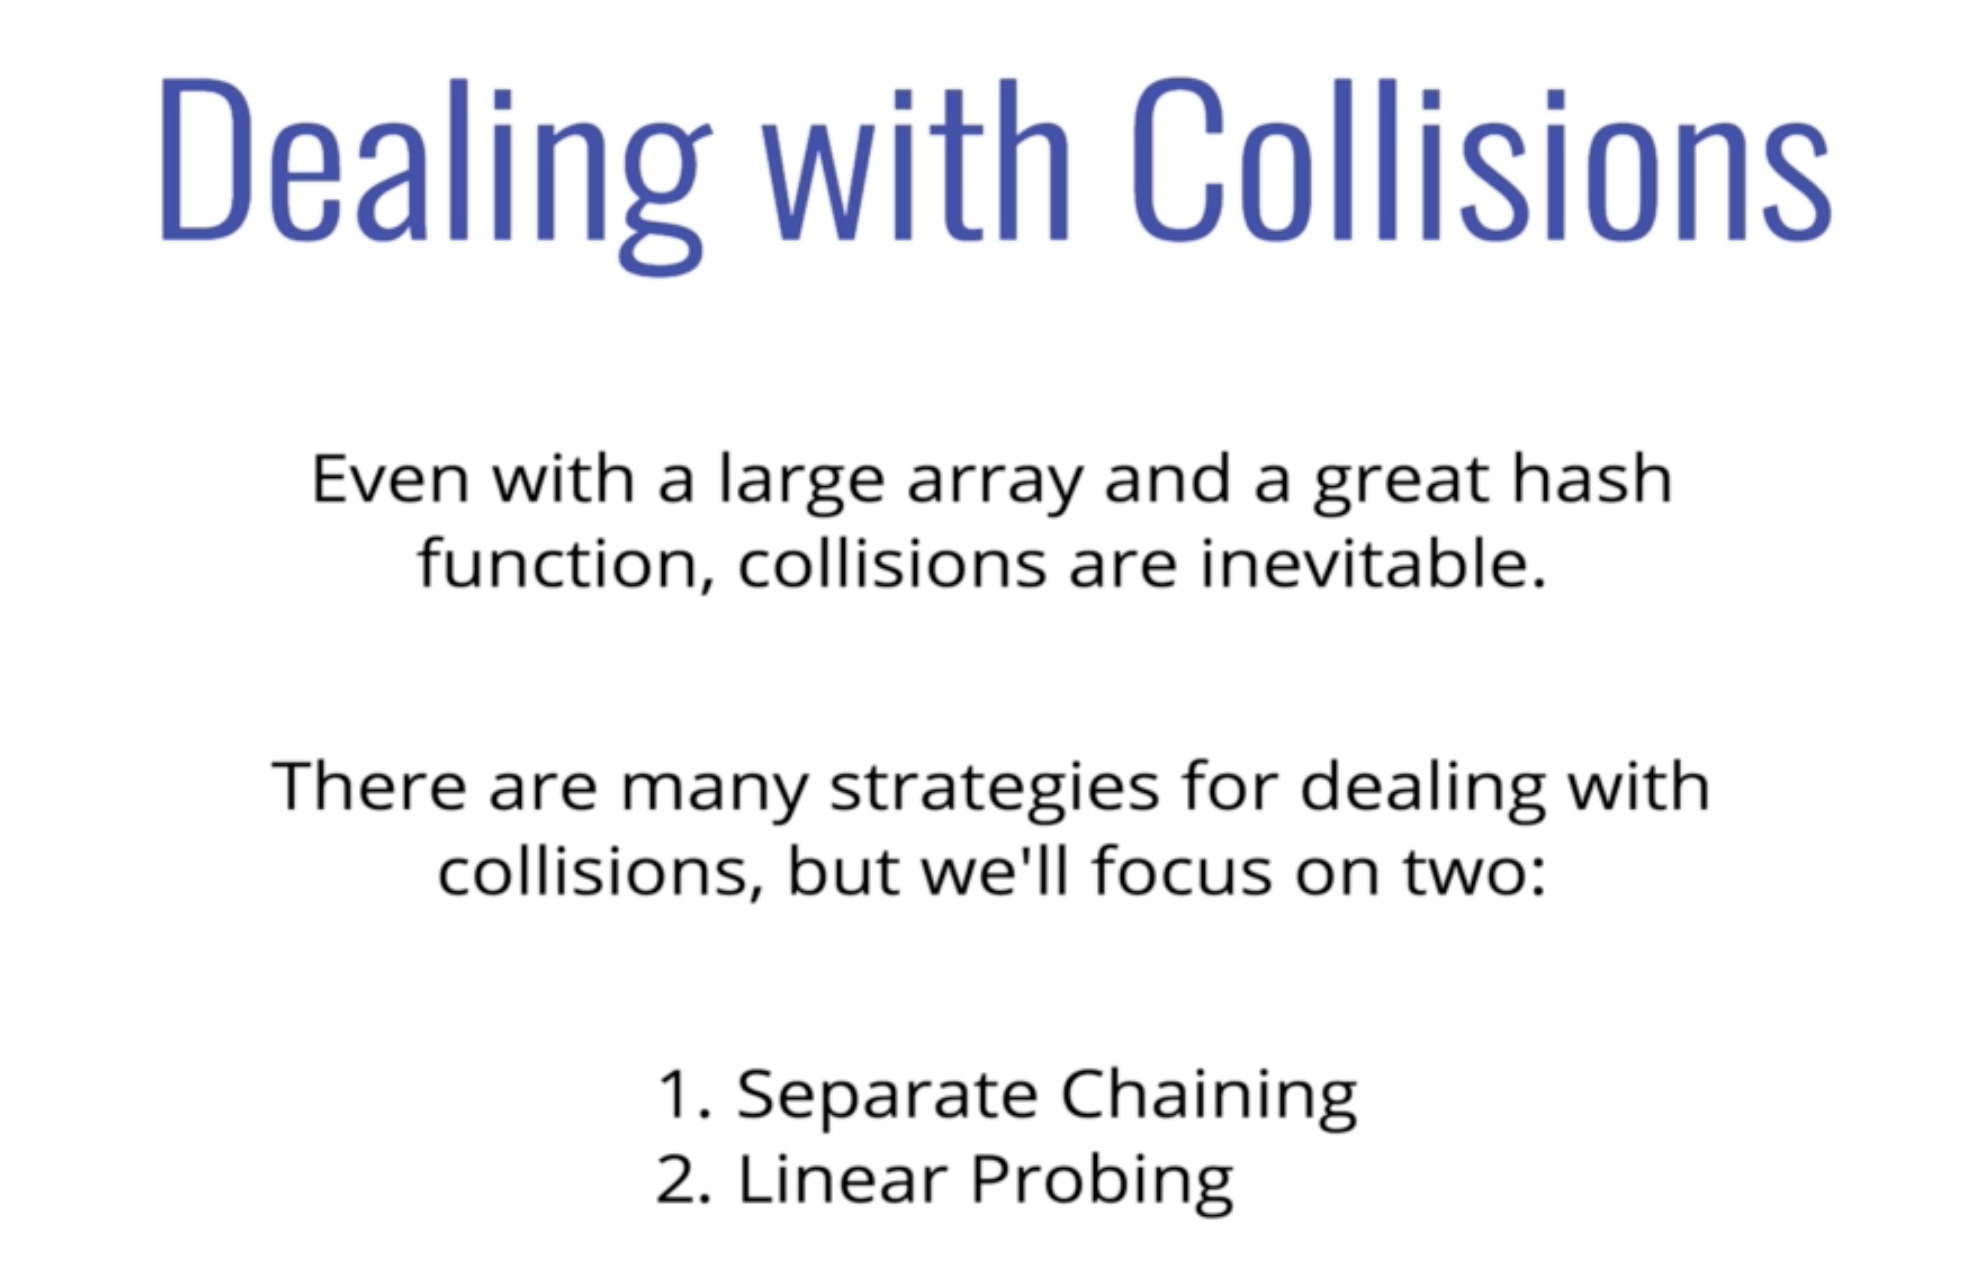 Dealing with Collisions
Even with a large array and a great hash
function, collisions are inevitable.
There are many strategies for dealing with
collisions, but we'll focus on two:
1. Separate Chaining
2. Linear Probing